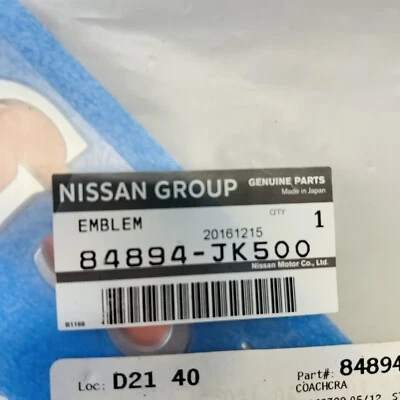 NISSAN GROUP GENUINE PARTS
Made in Japan
EMBLEM QTY 1
20161215
84894-JK500
Nissan Motor Co., Ltd.
B1166
Loc: D21 40 Part#: 84894
COACHCRA